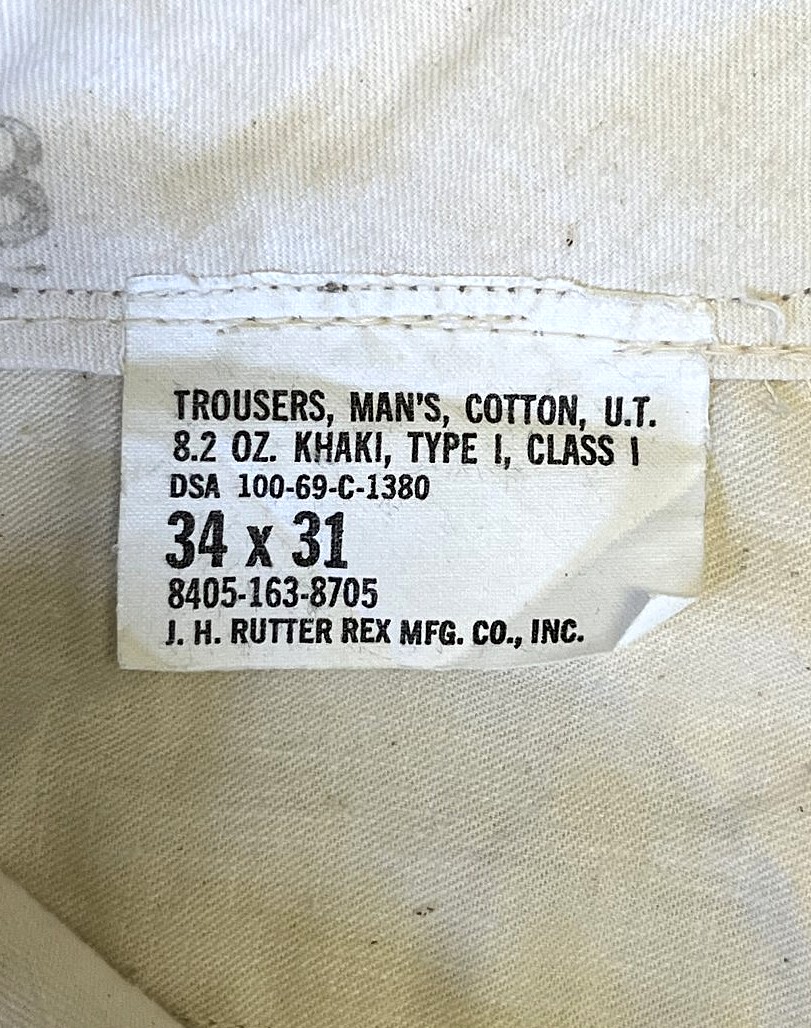 8
TROUSERS, MAN'S, COTTON, U.T.
8.2 OZ. KHAKI, TYPE I, CLASS I
DSA 100-69-C-1380
34 x 31
8405-163-8705
J. H. RUTTER REX MFG. CO., INC.